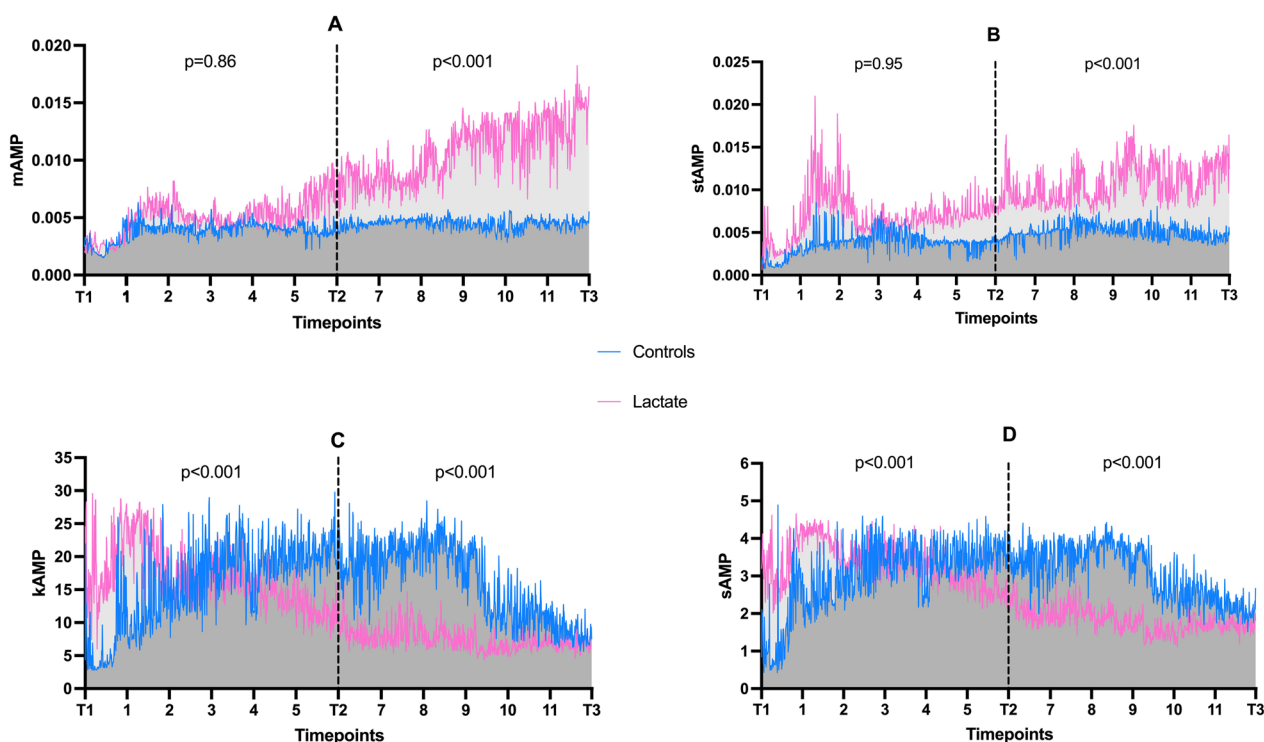 A
0.020
0.015
0.010
0.005
0.000
mAMP
p=0.86
p<0.001
T1 1 2 3 4 5 T2 7 8 9 10 11 T3
Timepoints
B
0.025
0.020
0.015
0.010
0.005
0.000
stAMP
p=0.95
p<0.001
T1 1 2 3 4 5 T2 7 8 9 10 11 T3
Timepoints
Controls
Lactate
C
35
30
25
20
15
10
5
0
kAMP
p<0.001
p<0.001
T1 1 2 3 4 5 T2 7 8 9 10 11 T3
Timepoints
D
6
5
4
3
2
1
0
sAMP
p<0.001
p<0.001
T1 1 2 3 4 5 T2 7 8 9 10 11 T3
Timepoints